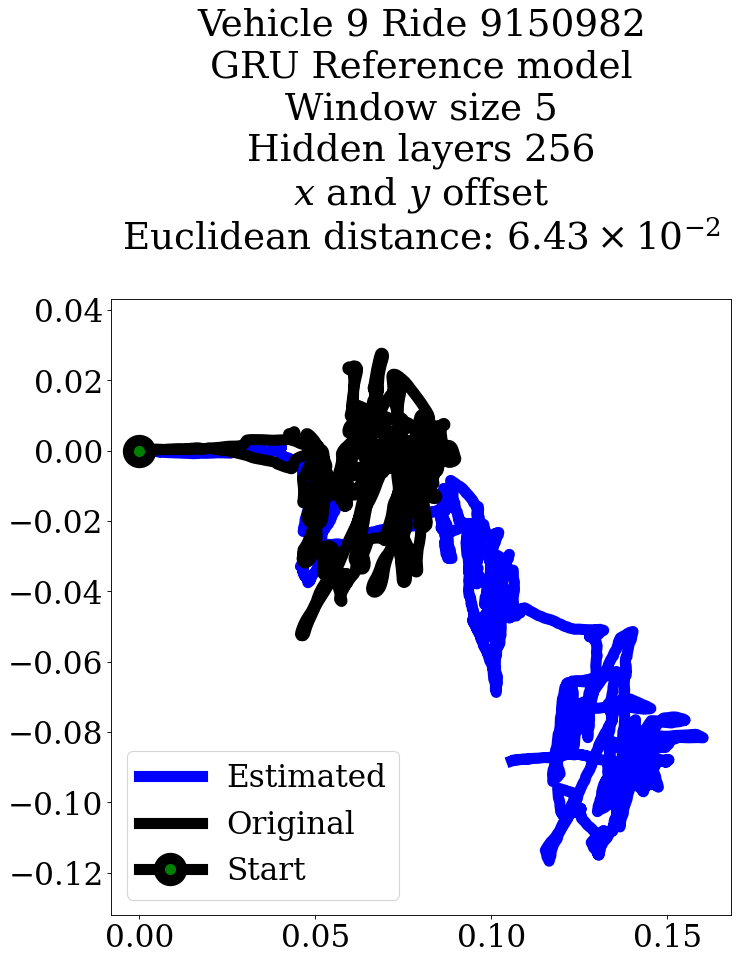 Vehicle 9 Ride 9150982
GRU Reference model
Window size 5
Hidden layers 256
x and y offset
Euclidean distance: 6.43 × 10⁻²
0.04
0.02
0.00
−0.02
−0.04
−0.06
−0.08
−0.10
−0.12
Estimated
Original
Start
0.00 0.05 0.10 0.15